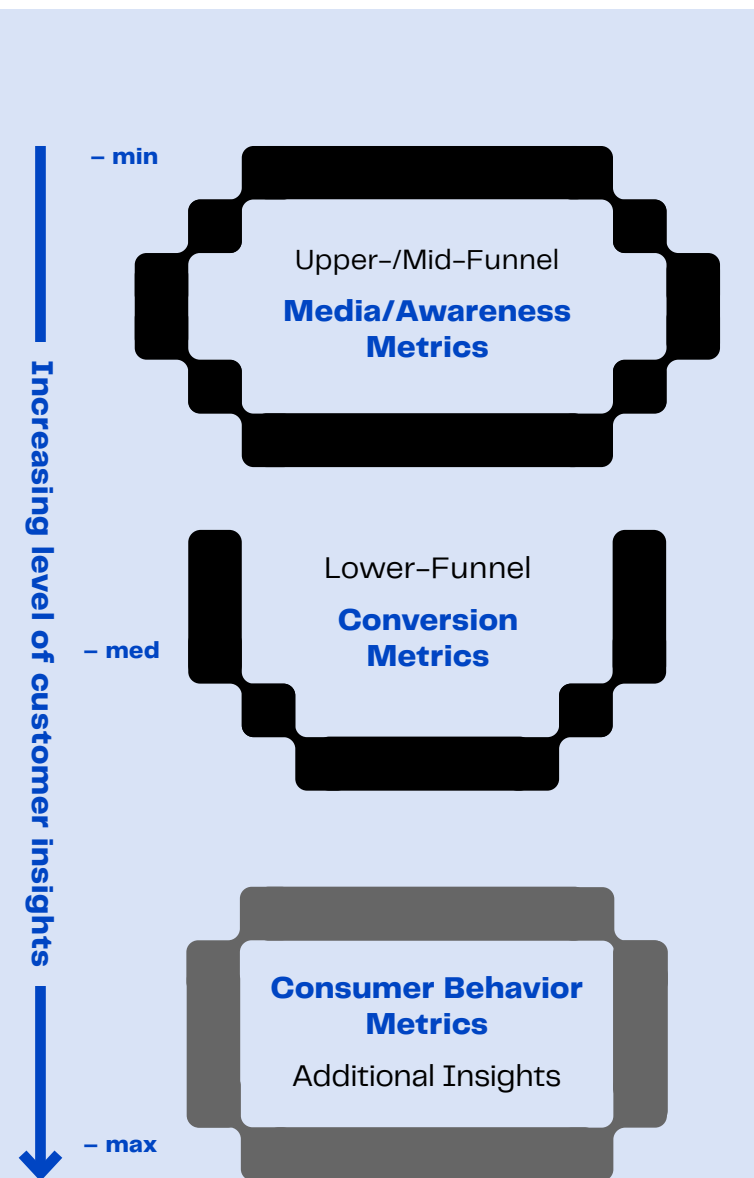 – min
Upper-/Mid-Funnel
Media/Awareness
Metrics
Increasing level of customer insights
Lower-Funnel
Conversion
Metrics
– med
Consumer Behavior
Metrics
Additional Insights
– max